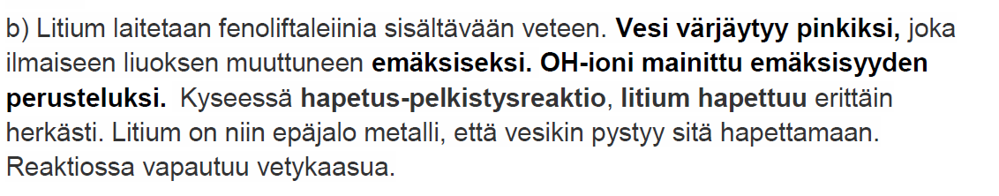 b) Litium laitetaan fenoliftaleiinia sisältävään veteen. Vesi värjäytyy pinkiksi, joka
ilmaiseen liuoksen muuttuneen emäksiseksi. OH-ioni mainittu emäksisyyden
perusteluksi. Kyseessä hapetus-pelkistysreaktio, litium hapettuu erittäin
herkästi. Litium on niin epäjalo metalli, että vesikin pystyy sitä hapettamaan.
Reaktiossa vapautuu vetykaasua.